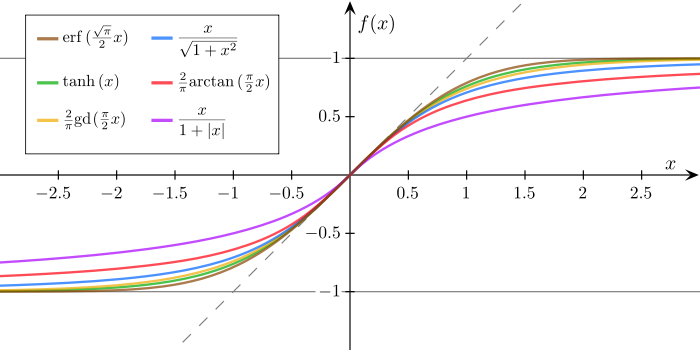 f(x)
erf (√π/2 x)
x/√(1 + x²)
tanh (x)
2/π arctan (π/2 x)
2/π gd (π/2 x)
x/(1 + |x|)
1
0.5
x
−2.5 −2 −1.5 −1 −0.5 0.5 1 1.5 2 2.5
−0.5
−1